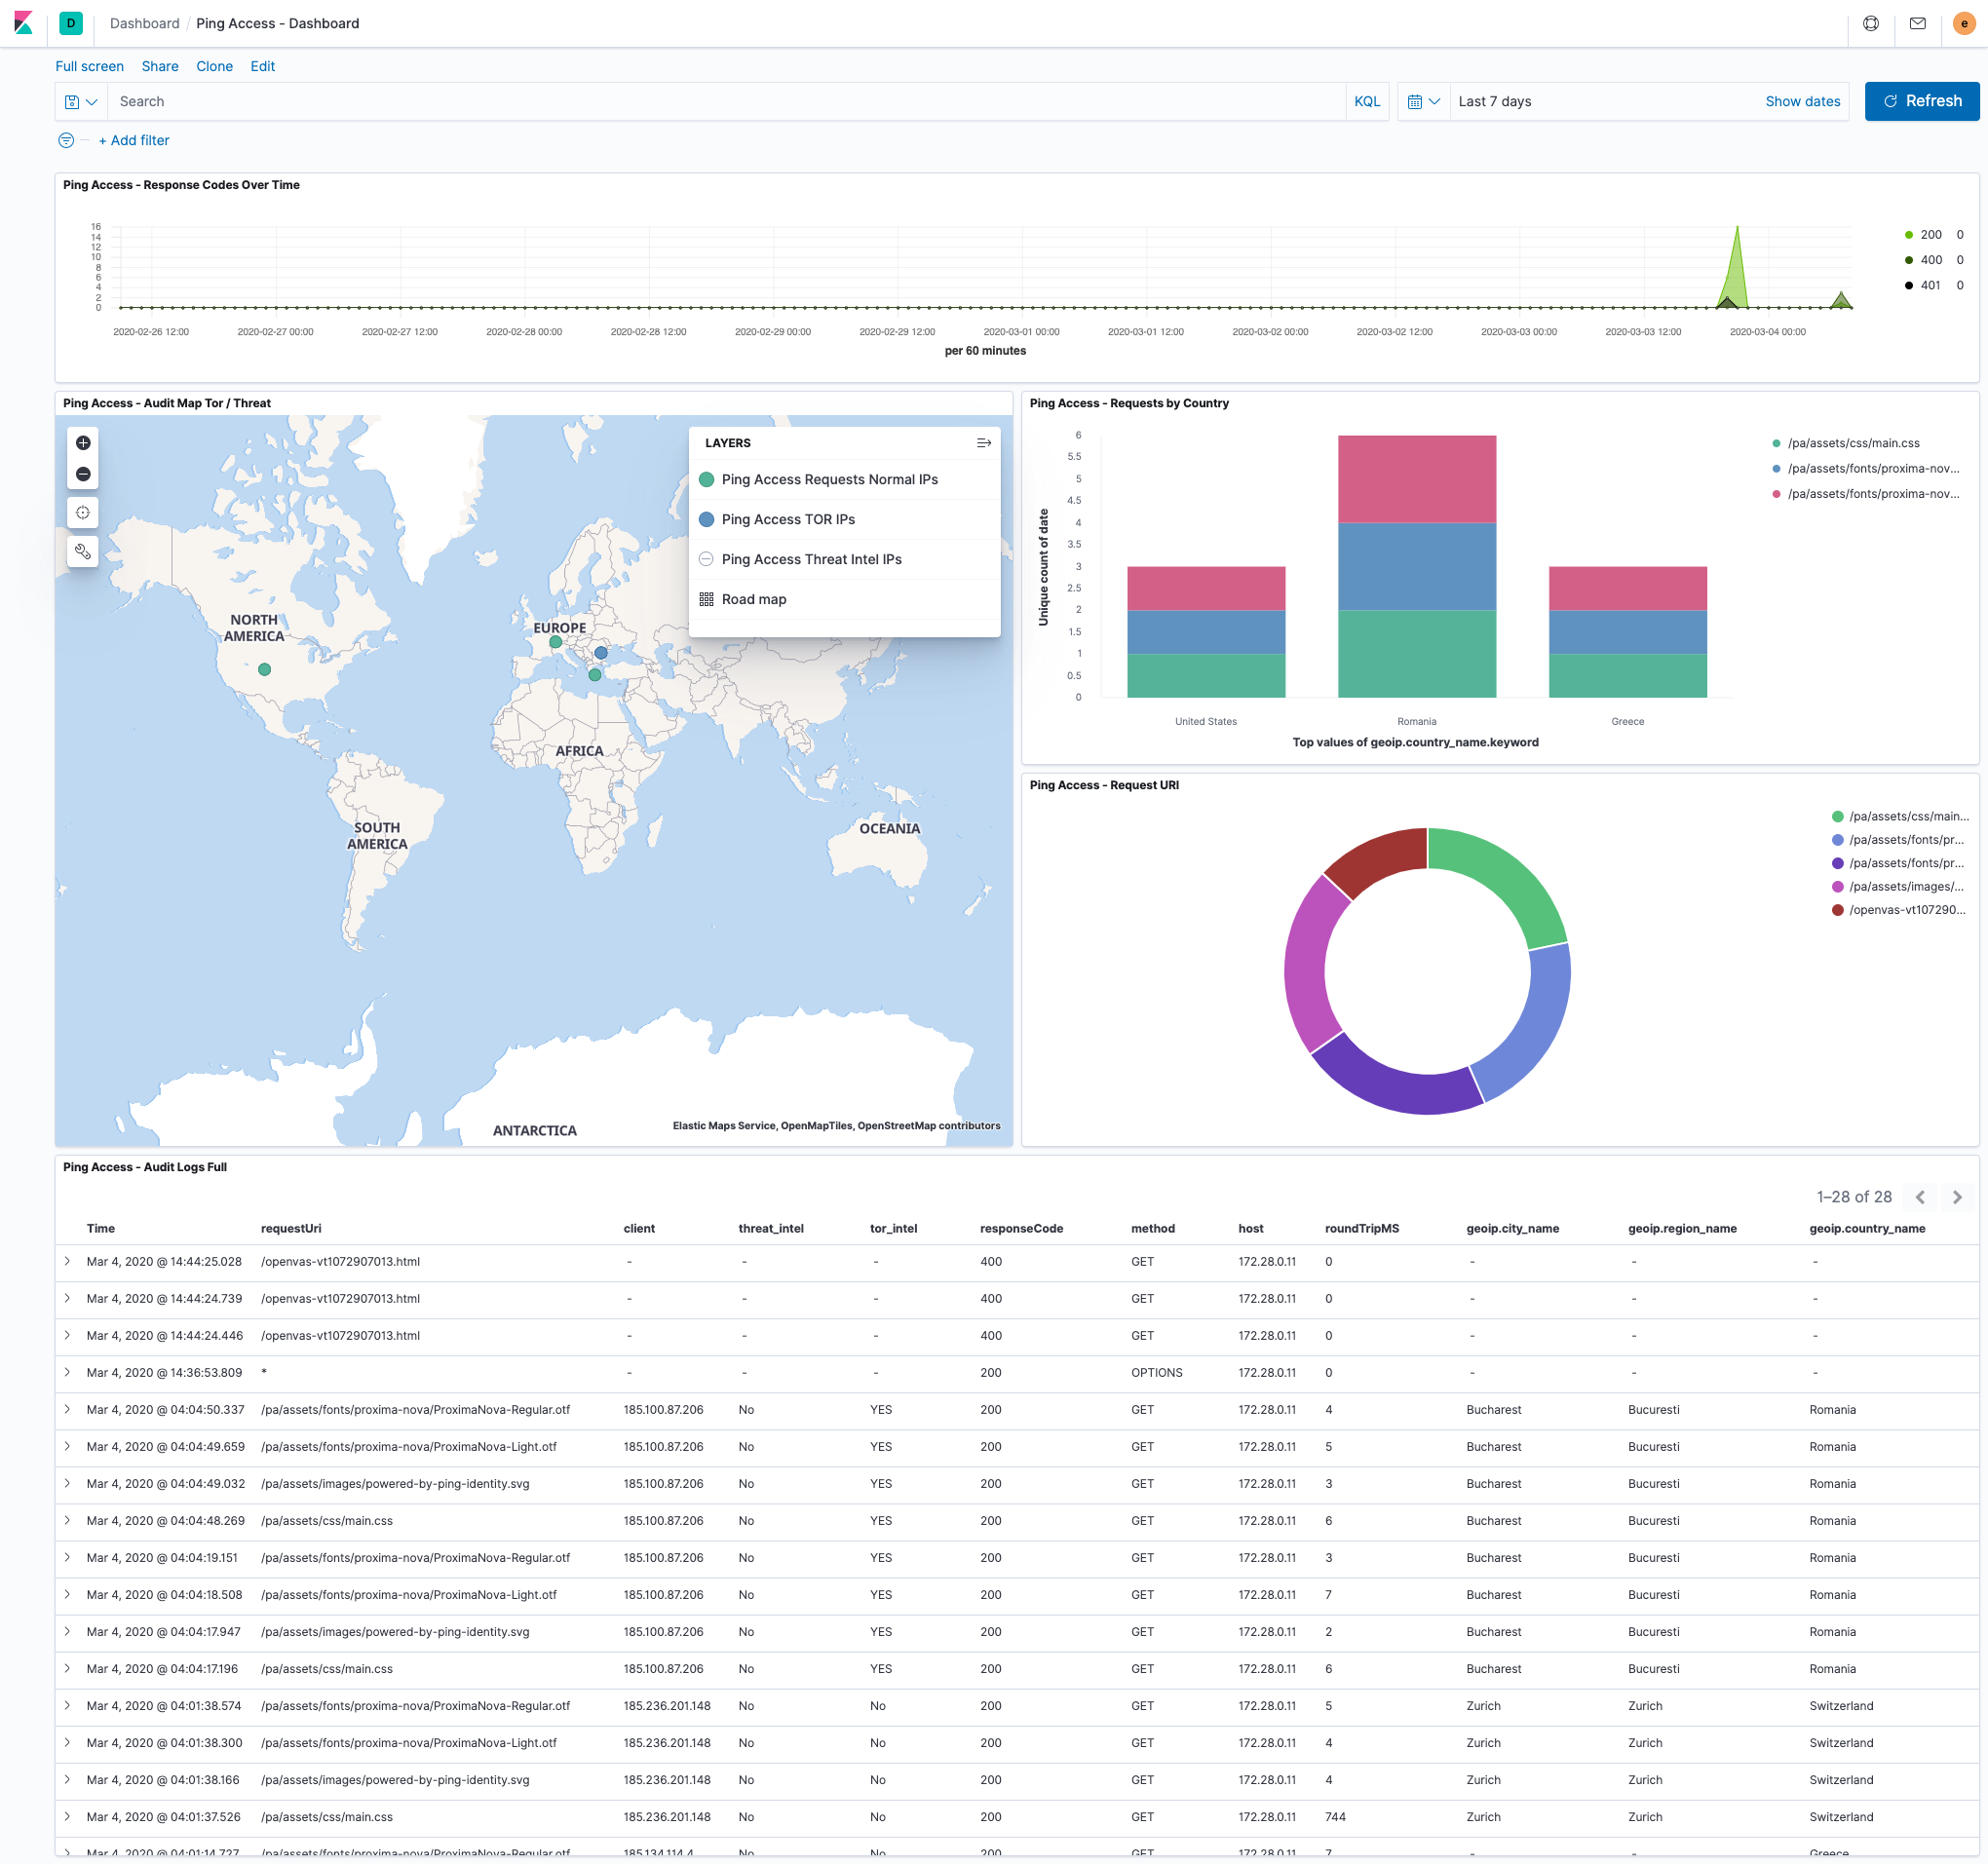 D Dashboard / Ping Access - Dashboard e
Full screen Share Clone Edit
Search KQL Last 7 days Show dates Refresh
+ Add filter
Ping Access - Response Codes Over Time
16
14
12
10
8
6
4
2
0
200 0
400 0
401 0
2020-02-26 12:00 2020-02-27 00:00 2020-02-27 12:00 2020-02-28 00:00 2020-02-28 12:00 2020-02-29 00:00 2020-02-29 12:00 2020-03-01 00:00 2020-03-01 12:00 2020-03-02 00:00 2020-03-02 12:00 2020-03-03 00:00 2020-03-03 12:00 2020-03-04 00:00
per 60 minutes
Ping Access - Audit Map Tor / Threat
LAYERS
Ping Access Requests Normal IPs
Ping Access TOR IPs
Ping Access Threat Intel IPs
Road map
NORTH
AMERICA
EUROPE
AFRICA
SOUTH
AMERICA
OCEANIA
ANTARCTICA
Elastic Maps Service, OpenMapTiles, OpenStreetMap contributors
Ping Access - Requests by Country
Unique count of date
6
5.5
5
4.5
4
3.5
3
2.5
2
1.5
1
0.5
0
United States Romania Greece
Top values of geoip.country_name.keyword
/pa/assets/css/main.css
/pa/assets/fonts/proxima-nov...
/pa/assets/fonts/proxima-nov...
Ping Access - Request URI
/pa/assets/css/main...
/pa/assets/fonts/pr...
/pa/assets/fonts/pr...
/pa/assets/images/...
/openvas-vt107290...
Ping Access - Audit Logs Full
1–28 of 28
Time requestUri client threat_intel tor_intel responseCode method host roundTripMS geoip.city_name geoip.region_name geoip.country_name
Mar 4, 2020 @ 14:44:25.028 /openvas-vt1072907013.html - - - 400 GET 172.28.0.11 0 - - -
Mar 4, 2020 @ 14:44:24.739 /openvas-vt1072907013.html - - - 400 GET 172.28.0.11 0 - - -
Mar 4, 2020 @ 14:44:24.446 /openvas-vt1072907013.html - - - 400 GET 172.28.0.11 0 - - -
Mar 4, 2020 @ 14:36:53.809 * - - - 200 OPTIONS 172.28.0.11 0 - - -
Mar 4, 2020 @ 04:04:50.337 /pa/assets/fonts/proxima-nova/ProximaNova-Regular.otf 185.100.87.206 No YES 200 GET 172.28.0.11 4 Bucharest Bucuresti Romania
Mar 4, 2020 @ 04:04:49.659 /pa/assets/fonts/proxima-nova/ProximaNova-Light.otf 185.100.87.206 No YES 200 GET 172.28.0.11 5 Bucharest Bucuresti Romania
Mar 4, 2020 @ 04:04:49.032 /pa/assets/images/powered-by-ping-identity.svg 185.100.87.206 No YES 200 GET 172.28.0.11 3 Bucharest Bucuresti Romania
Mar 4, 2020 @ 04:04:48.269 /pa/assets/css/main.css 185.100.87.206 No YES 200 GET 172.28.0.11 6 Bucharest Bucuresti Romania
Mar 4, 2020 @ 04:04:19.151 /pa/assets/fonts/proxima-nova/ProximaNova-Regular.otf 185.100.87.206 No YES 200 GET 172.28.0.11 3 Bucharest Bucuresti Romania
Mar 4, 2020 @ 04:04:18.508 /pa/assets/fonts/proxima-nova/ProximaNova-Light.otf 185.100.87.206 No YES 200 GET 172.28.0.11 7 Bucharest Bucuresti Romania
Mar 4, 2020 @ 04:04:17.947 /pa/assets/images/powered-by-ping-identity.svg 185.100.87.206 No YES 200 GET 172.28.0.11 2 Bucharest Bucuresti Romania
Mar 4, 2020 @ 04:04:17.196 /pa/assets/css/main.css 185.100.87.206 No YES 200 GET 172.28.0.11 6 Bucharest Bucuresti Romania
Mar 4, 2020 @ 04:01:38.574 /pa/assets/fonts/proxima-nova/ProximaNova-Regular.otf 185.236.201.148 No No 200 GET 172.28.0.11 5 Zurich Zurich Switzerland
Mar 4, 2020 @ 04:01:38.300 /pa/assets/fonts/proxima-nova/ProximaNova-Light.otf 185.236.201.148 No No 200 GET 172.28.0.11 4 Zurich Zurich Switzerland
Mar 4, 2020 @ 04:01:38.166 /pa/assets/images/powered-by-ping-identity.svg 185.236.201.148 No No 200 GET 172.28.0.11 4 Zurich Zurich Switzerland
Mar 4, 2020 @ 04:01:37.526 /pa/assets/css/main.css 185.236.201.148 No No 200 GET 172.28.0.11 744 Zurich Zurich Switzerland
Mar 4, 2020 @ 04:01:14.727 /pa/assets/fonts/proxima-nova/ProximaNova-Regular.otf 185.134.114.4 No No 200 GET 172.28.0.11 7 - - Greece